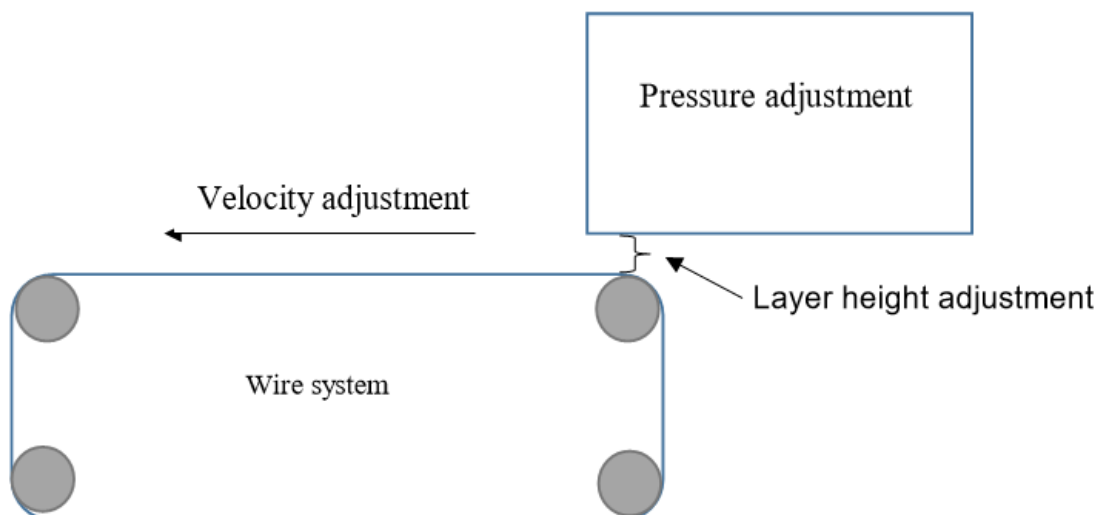 Pressure adjustment
Velocity adjustment
Layer height adjustment
Wire system